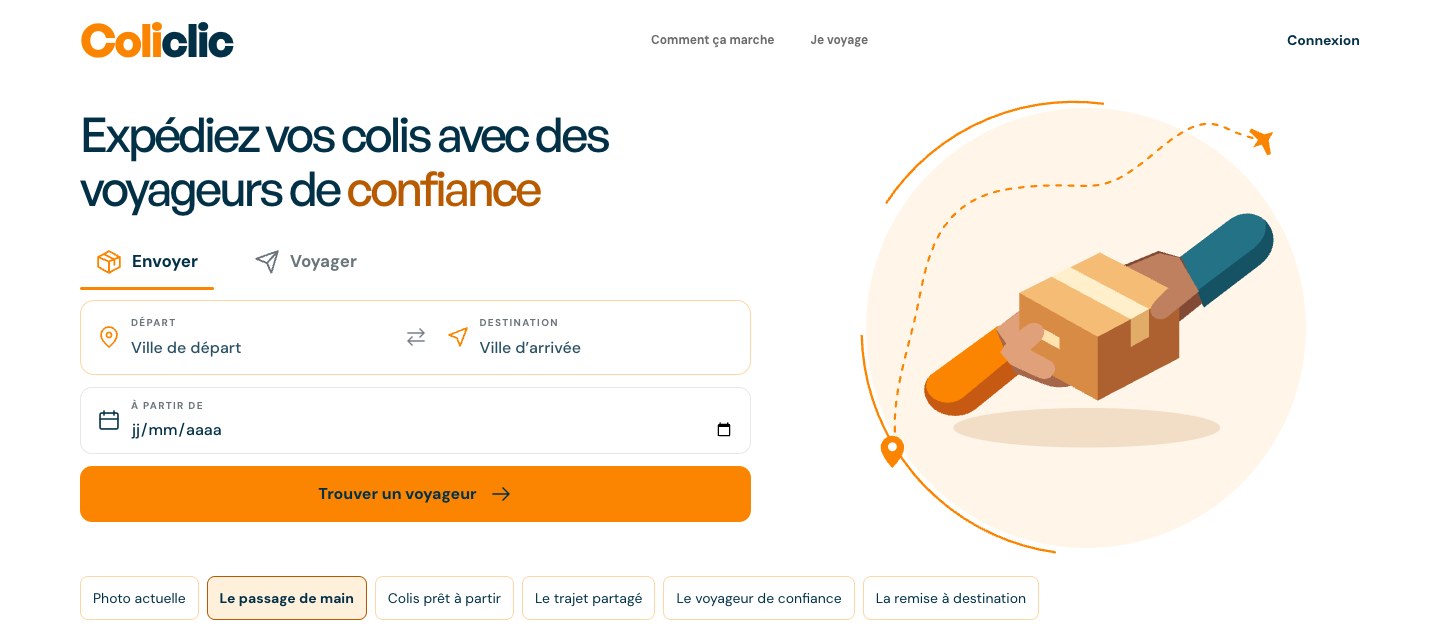 Coliclic
Comment ça marche
Je voyage
Connexion
Expédiez vos colis avec des
voyageurs de confiance
Envoyer
Voyager
DÉPART
Ville de départ
DESTINATION
Ville d’arrivée
À PARTIR DE
jj/mm/aaaa
Trouver un voyageur
Photo actuelle
Le passage de main
Colis prêt à partir
Le trajet partagé
Le voyageur de confiance
La remise à destination